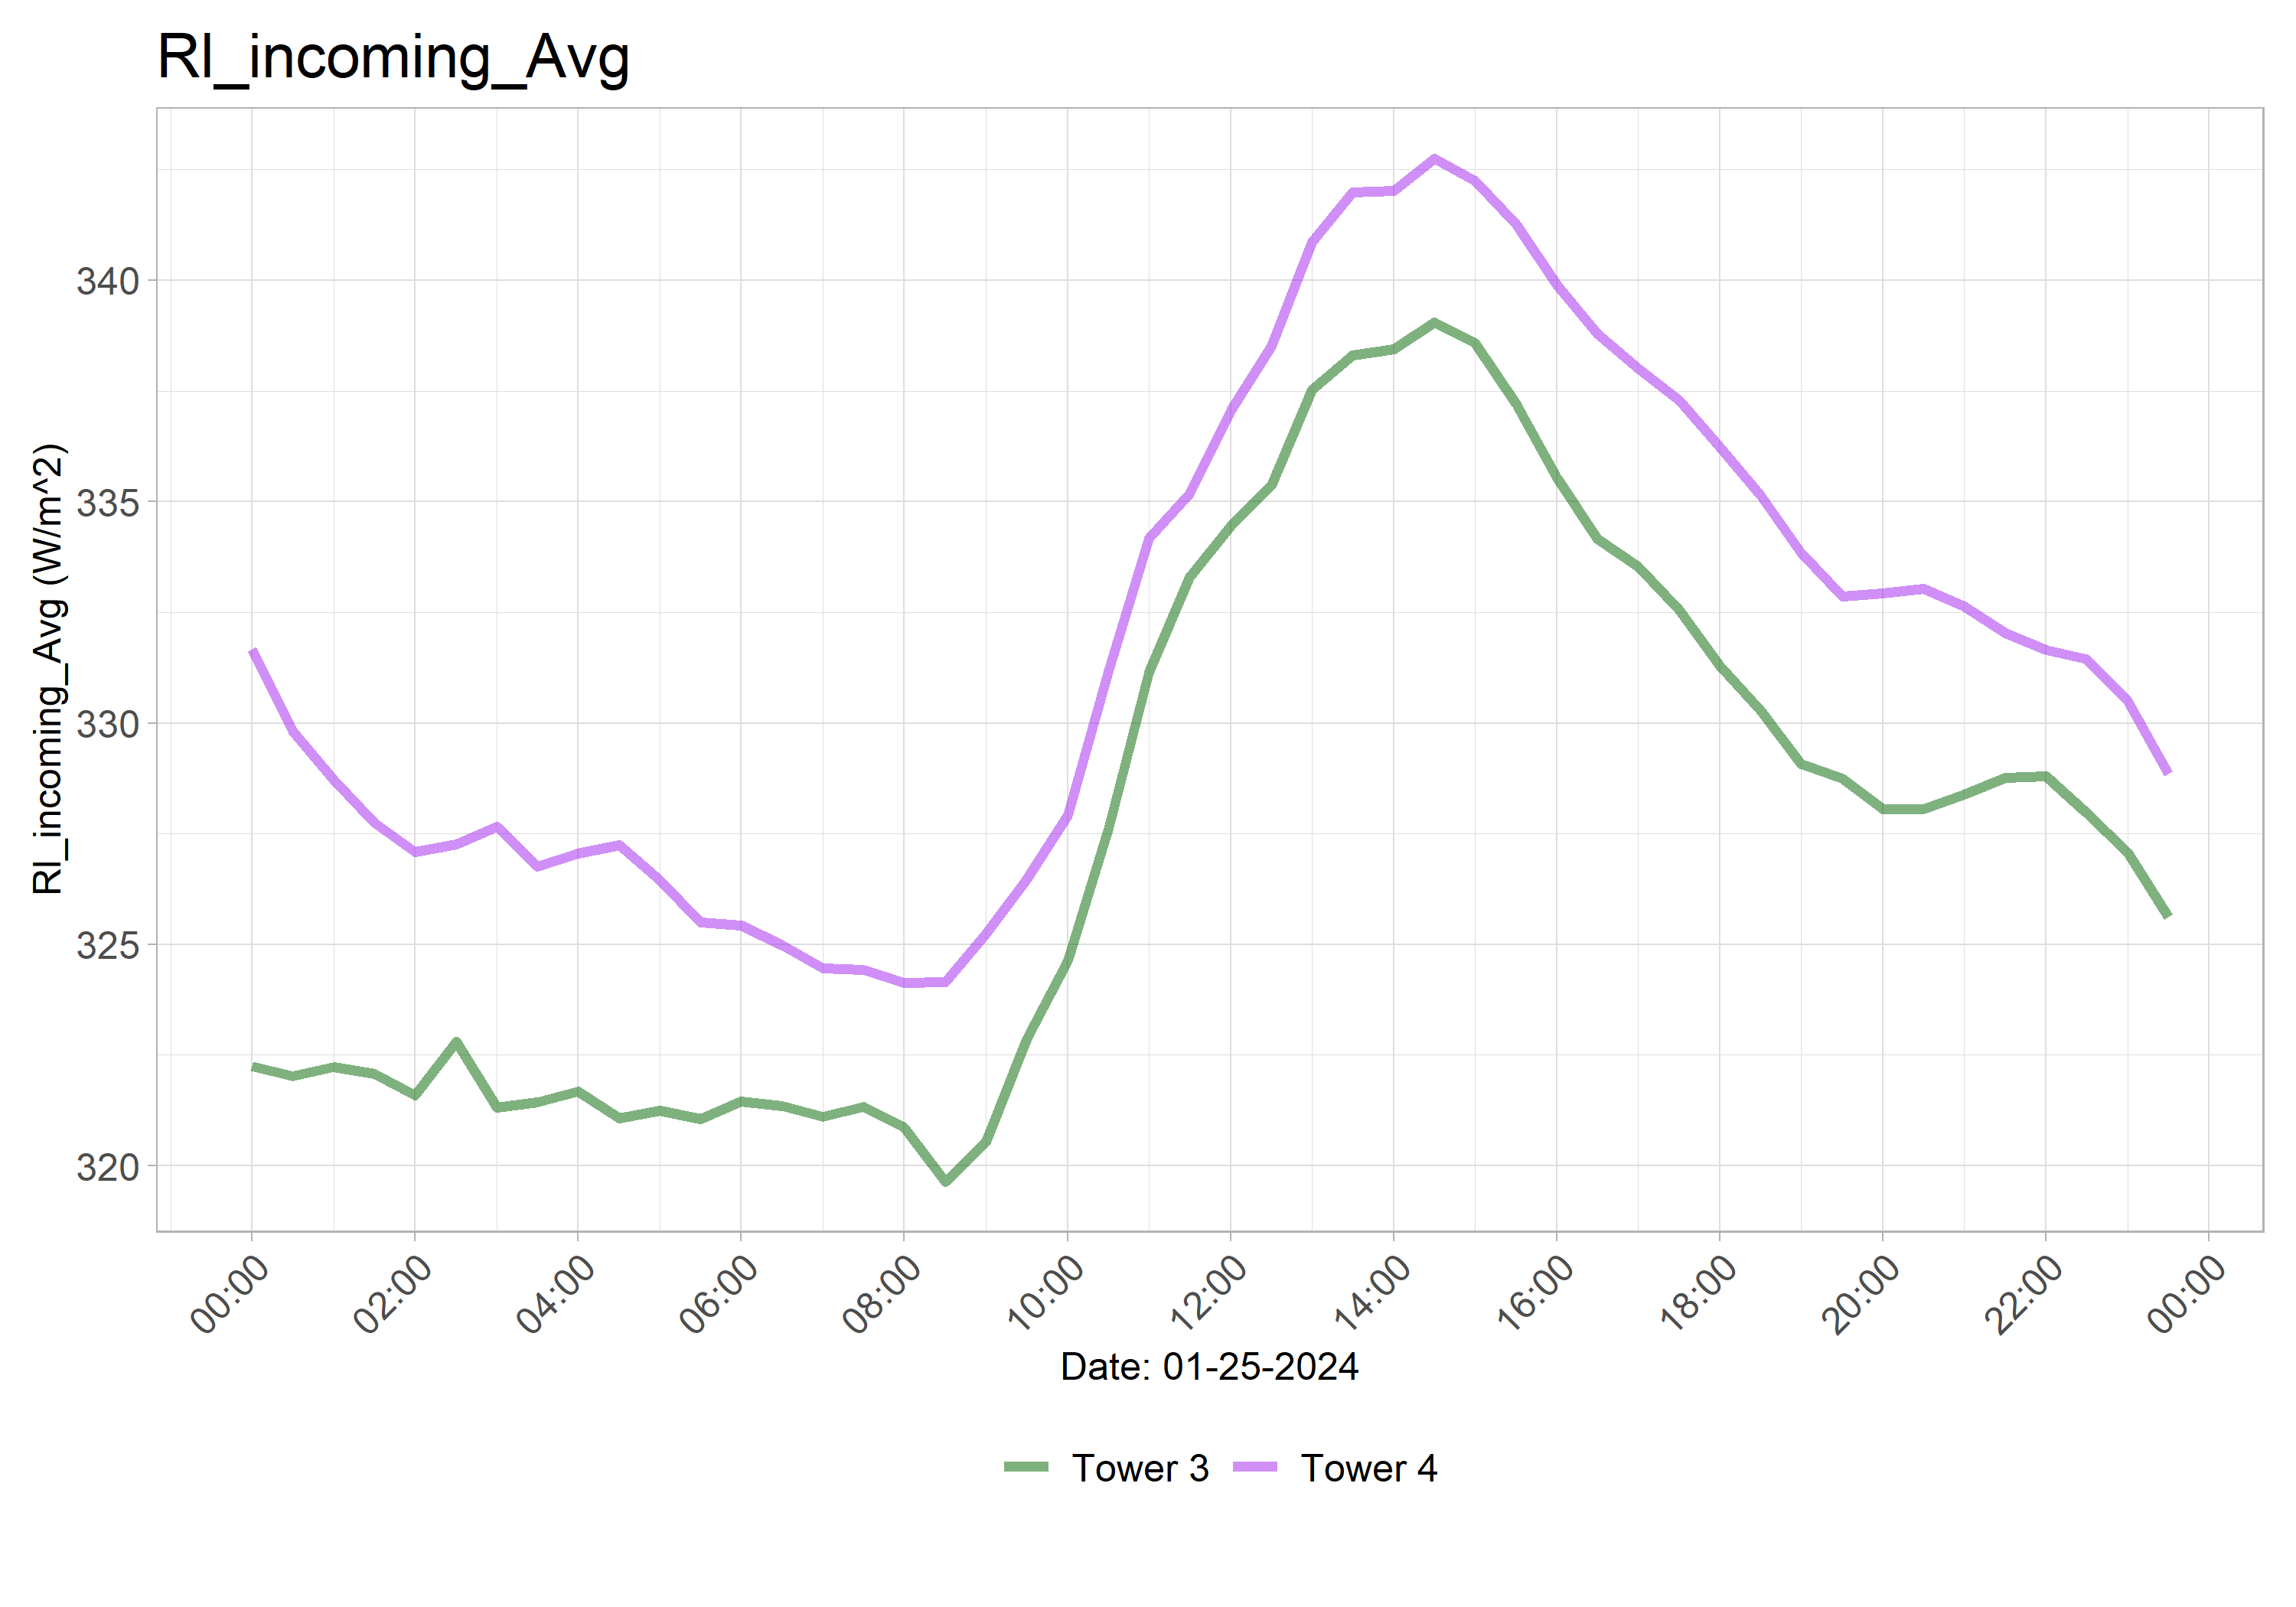 Rl_incoming_Avg
Rl_incoming_Avg (W/m^2)
340
335
330
325
320
00:00 02:00 04:00 06:00 08:00 10:00 12:00 14:00 16:00 18:00 20:00 22:00 00:00
Date: 01-25-2024
Tower 3 Tower 4